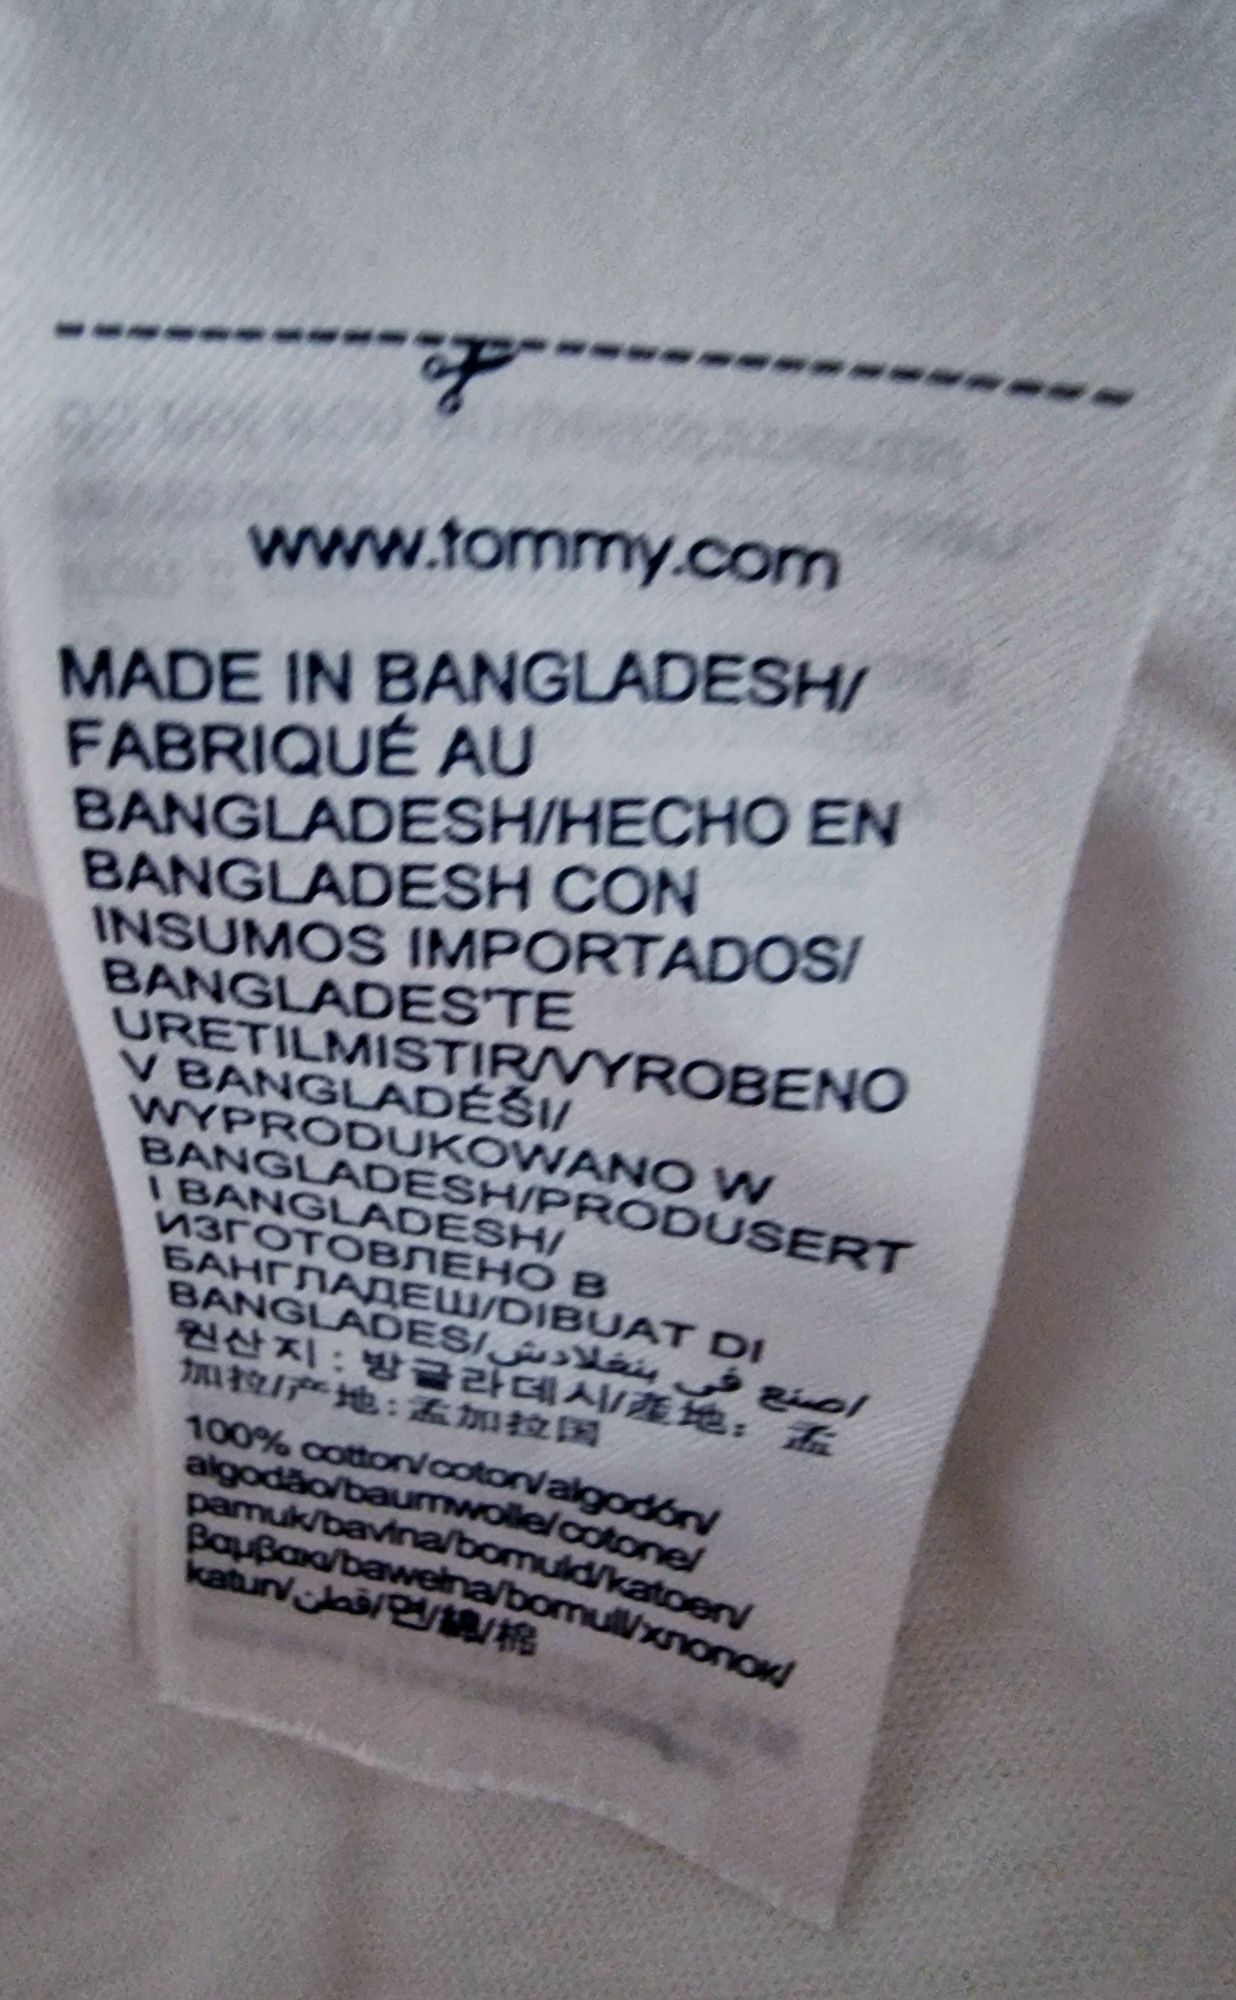 www.tommy.com
MADE IN BANGLADESH/
FABRIQUÉ AU
BANGLADESH/HECHO EN
BANGLADESH CON
INSUMOS IMPORTADOS/
BANGLADES'TE
URETILMISTIR/VYROBENO
V BANGLADÉŠI/
WYPRODUKOWANO W
BANGLADESH/PRODUSERT
I BANGLADESH/
ИЗГОТОВЛЕНО В
БАНГЛАДЕШ/DIBUAT DI
BANGLADES/اصنع في بنغلادش
원산지 : 방글라데시/産地: 孟
加拉/产地:孟加拉国
100% cotton/coton/algodón/
algodão/baumwolle/cotone/
pamuk/bavlna/bomuld/katoen/
βαμβακι/bawełna/bomull/хлопок/
katun/قطن/면/綿/棉